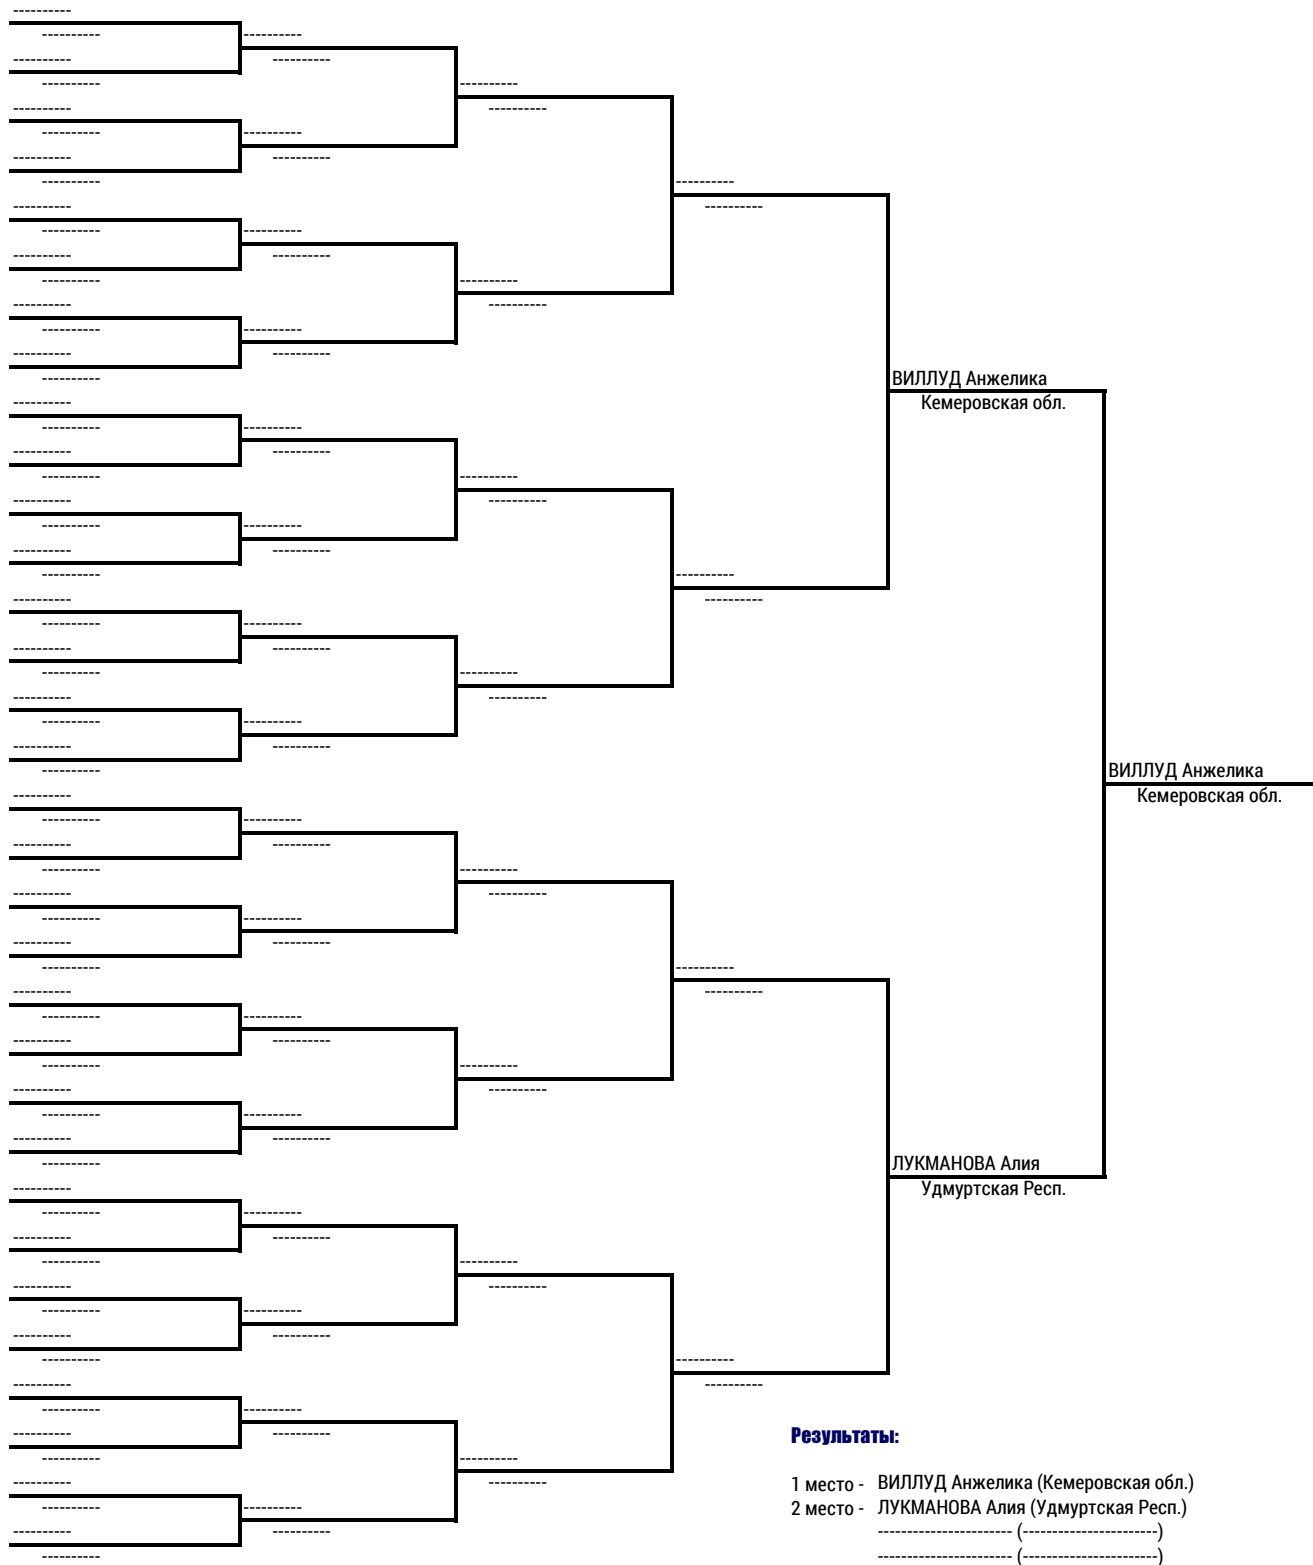 ВИЛЛУД Анжелика
Кемеровская обл.
ВИЛЛУД Анжелика
Кемеровская обл.
ЛУКМАНОВА Алия
Удмуртская Респ.
Результаты:
1 место - ВИЛЛУД Анжелика (Кемеровская обл.)
2 место - ЛУКМАНОВА Алия (Удмуртская Респ.)
----------------------- (-----------------------)
----------------------- (-----------------------)